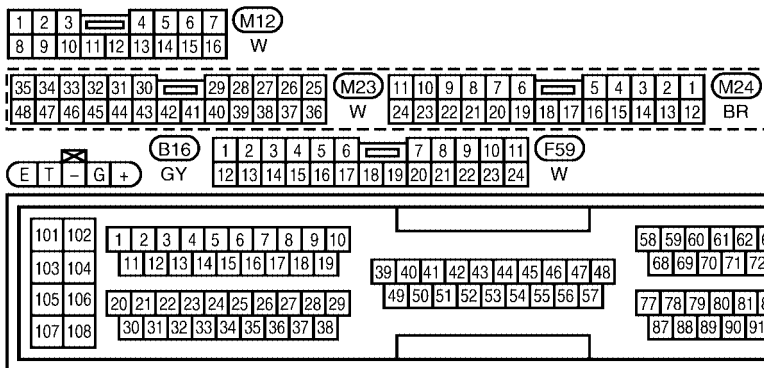 1 2 3 4 5 6 7 M12
8 9 10 11 12 13 14 15 16 W
35 34 33 32 31 30 29 28 27 26 25 M23 11 10 9 8 7 6 5 4 3 2 1 M24
48 47 46 45 44 43 42 41 40 39 38 37 36 W 24 23 22 21 20 19 18 17 16 15 14 13 12 BR
B16 1 2 3 4 5 6 7 8 9 10 11 F59
E T - G + GY 12 13 14 15 16 17 18 19 20 21 22 23 24 W
101 102 1 2 3 4 5 6 7 8 9 10 58 59 60 61 62
103 104 11 12 13 14 15 16 17 18 19 39 40 41 42 43 44 45 46 47 48 68 69 70 71 72
105 106 20 21 22 23 24 25 26 27 28 29 49 50 51 52 53 54 55 56 57 77 78 79 80 81
107 108 30 31 32 33 34 35 36 37 38 87 88 89 90 91